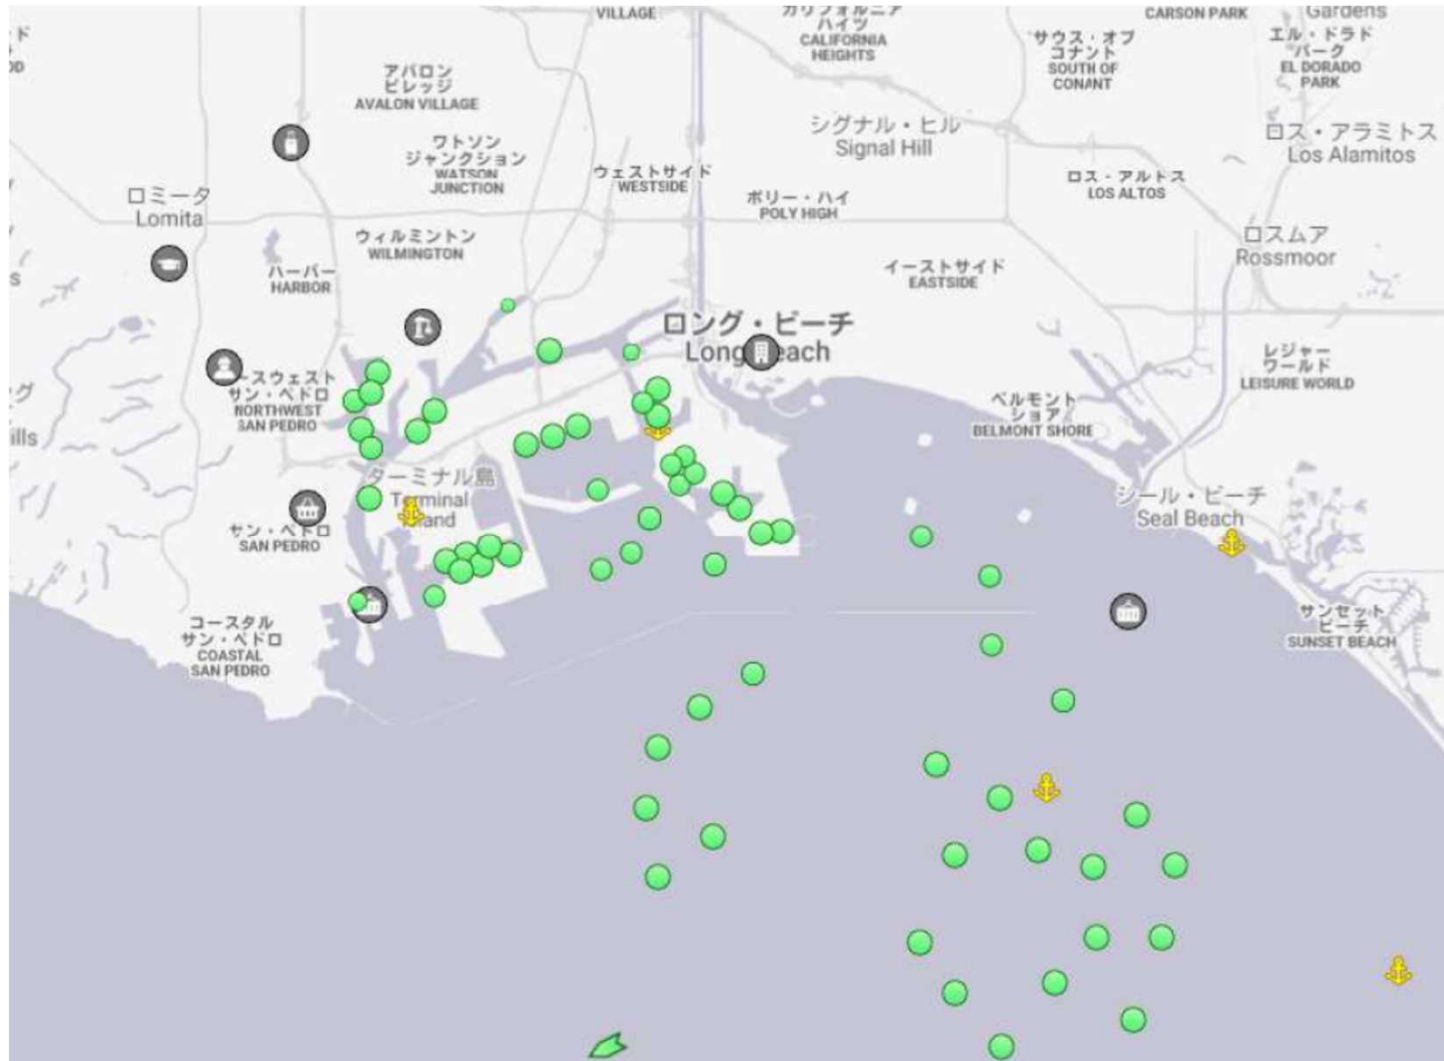 VILLAGE
カリフォルニア
ハイツ
CALIFORNIA
HEIGHTS
CARSON PARK
Gardens
サウス・オブ
コナント
SOUTH OF
CONANT
エル・ドラド
パーク
EL DORADO
PARK
ド
OD
アバロン
ビレッジ
AVALON VILLAGE
ワトソン
ジャンクション
WATSON
JUNCTION
シグナル・ヒル
Signal Hill
ロス・アラミトス
Los Alamitos
ウェストサイド
WESTSIDE
ロス・アルトス
LOS ALTOS
ロミータ
Lomita
ポリー・ハイ
POLY HIGH
ウィルミントン
WILMINGTON
ロスムア
Rossmoor
ハーバー
HARBOR
イーストサイド
EASTSIDE
s
ロング・ビーチ
Long each
レジャー
ワールド
LEISURE WORLD
ースウェスト
サン・ペドロ
NORTHWEST
SAN PEDRO
グ
ills
ベルモント
ショア
BELMONT SHORE
ターミナル島
Terminal
land
シール・ビーチ
Seal Beach
サン・ペドロ
SAN PEDRO
コースタル
サン・ペドロ
COASTAL
SAN PEDRO
サンセット
ビーチ
SUNSET BEACH